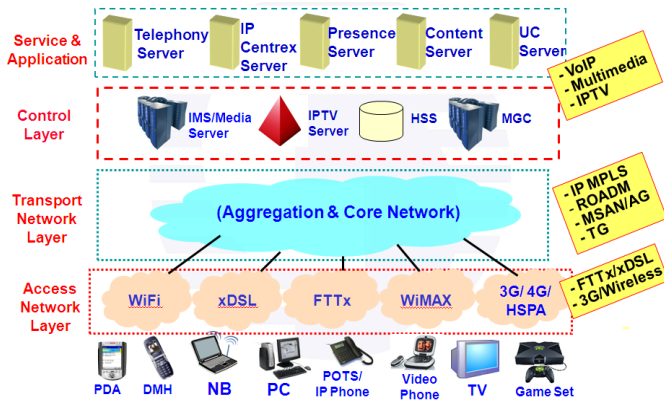 Service &
Application
Telephony
Server
IP
Centrex
Server
Presence
Server
Content
Server
UC
Server
- VoIP
- Multimedia
- IPTV
Control
Layer
IMS/Media
Server
IPTV
Server
HSS
MGC
Transport
Network
Layer
(Aggregation & Core Network)
- IP MPLS
- ROADM
- MSAN/AG
- TG
Access
Network
Layer
WiFi
xDSL
FTTx
WiMAX
3G/ 4G/
HSPA
- FTTx/xDSL
- 3G/Wireless
PDA
DMH
NB
PC
POTS/
IP Phone
Video
Phone
TV
Game Set